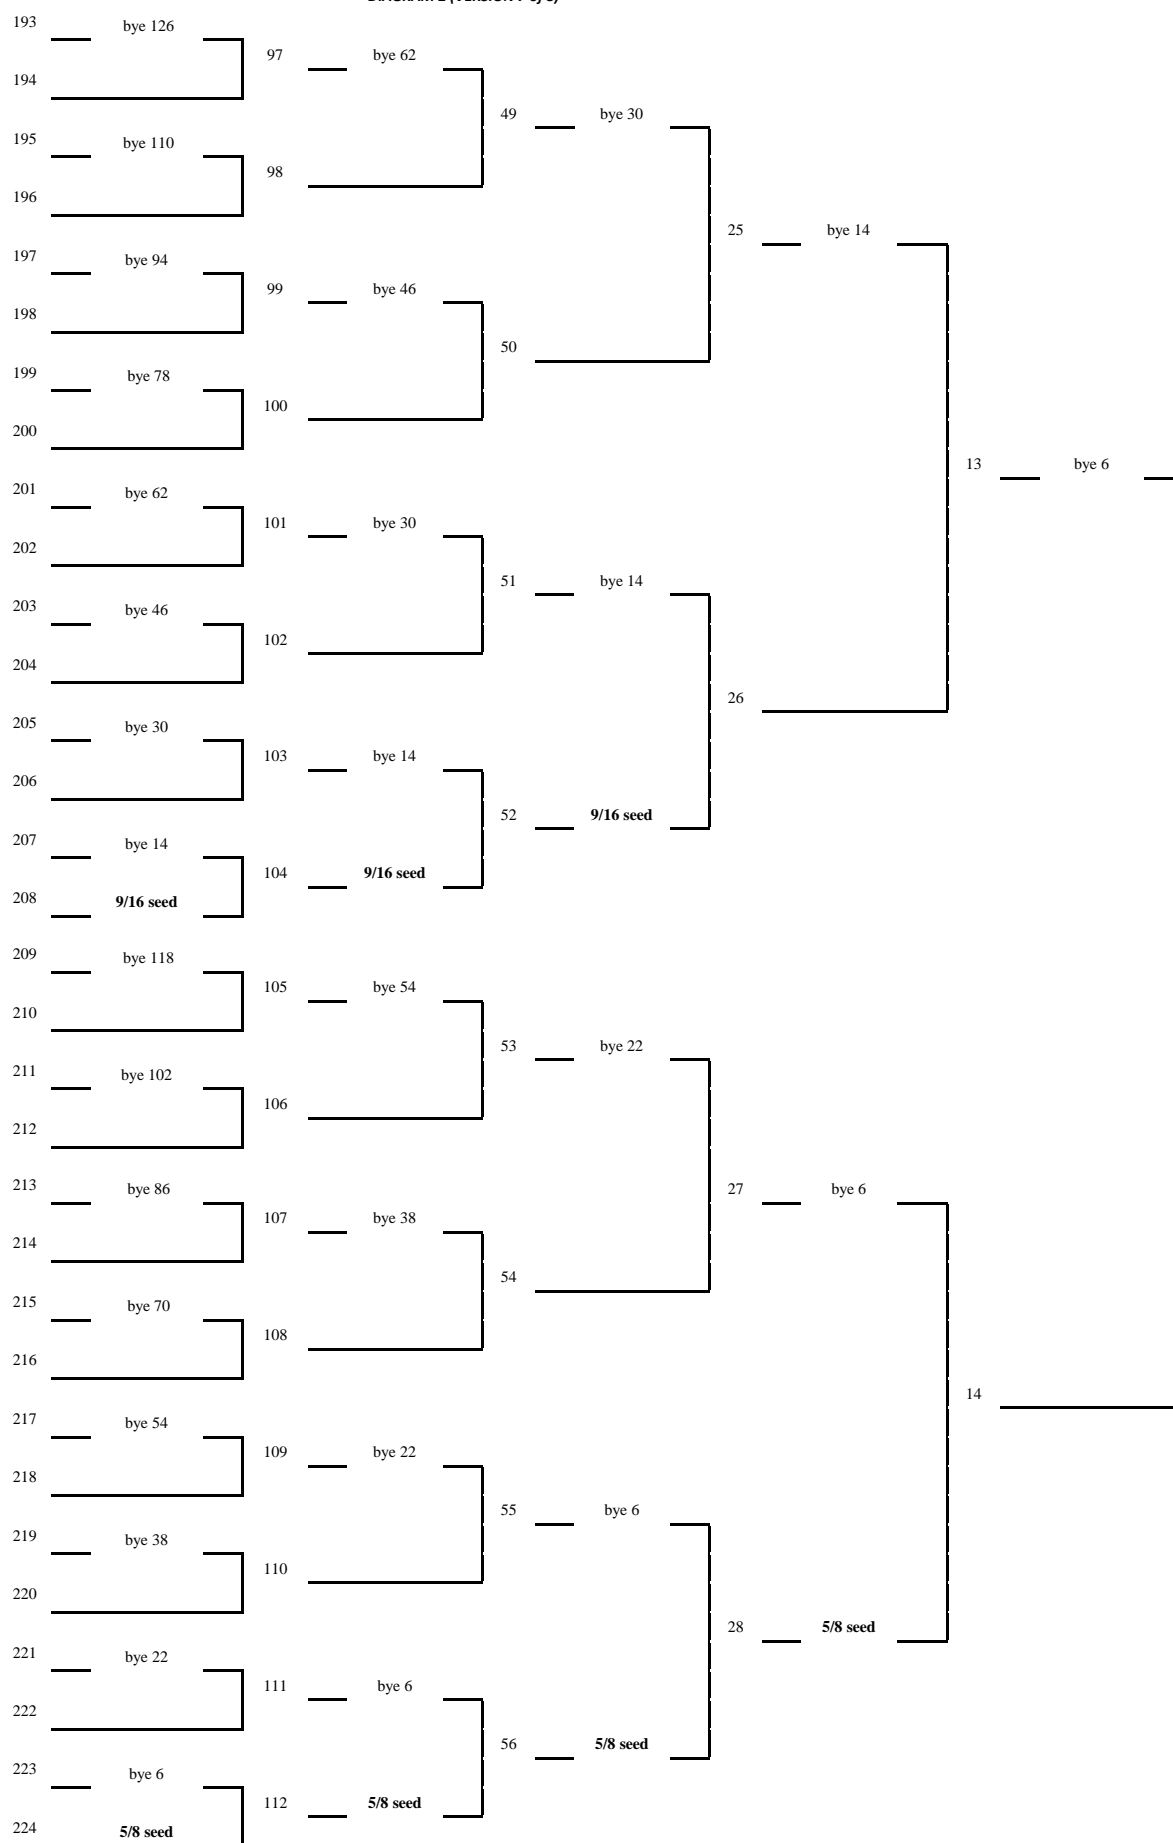 DIAGRAM (VERSION
193 bye 126
194
195 bye 110
196
197 bye 94
198
199 bye 78
200
201 bye 62
202
203 bye 46
204
205 bye 30
206
207 bye 14
208 9/16 seed
209 bye 118
210
211 bye 102
212
213 bye 86
214
215 bye 70
216
217 bye 54
218
219 bye 38
220
221 bye 22
222
223 bye 6
224 5/8 seed
97 bye 62
98
99 bye 46
100
101 bye 30
102
103 bye 14
104 9/16 seed
105 bye 54
106
107 bye 38
108
109 bye 22
110
111 bye 6
112 5/8 seed
49 bye 30
50
51 bye 14
52 9/16 seed
53 bye 22
54
55 bye 6
56 5/8 seed
25 bye 14
26
27 bye 6
28 5/8 seed
13 bye 6
14